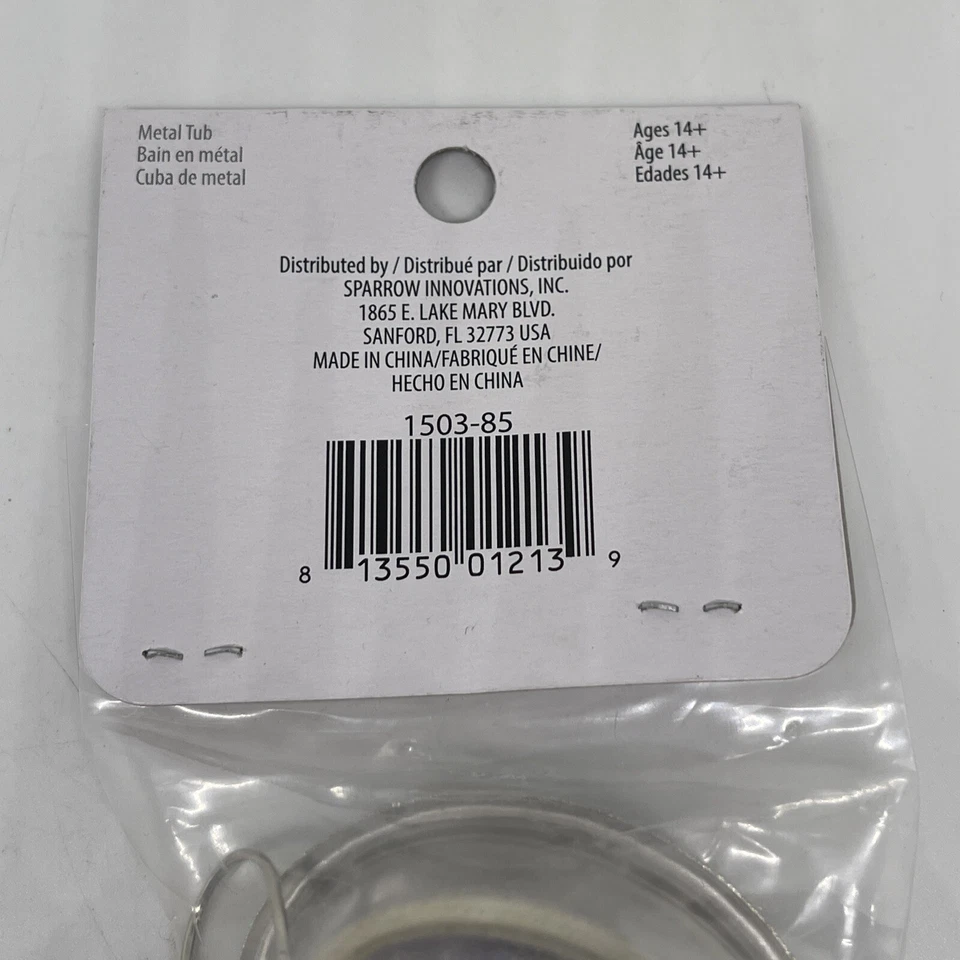 Metal Tub
Bain en métal
Cuba de metal
Ages 14+
Âge 14+
Edades 14+
Distributed by / Distribué par / Distribuido por
SPARROW INNOVATIONS, INC.
1865 E. LAKE MARY BLVD.
SANFORD, FL 32773 USA
MADE IN CHINA/FABRIQUÉ EN CHINE/
HECHO EN CHINA
1503-85
8 13550 01213 9